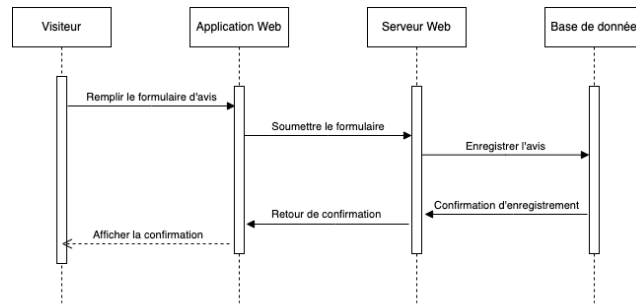 Visiteur
Application Web
Serveur Web
Base de donnée
Remplir le formulaire d'avis
Soumettre le formulaire
Enregistrer l'avis
Confirmation d'enregistrement
Retour de confirmation
Afficher la confirmation